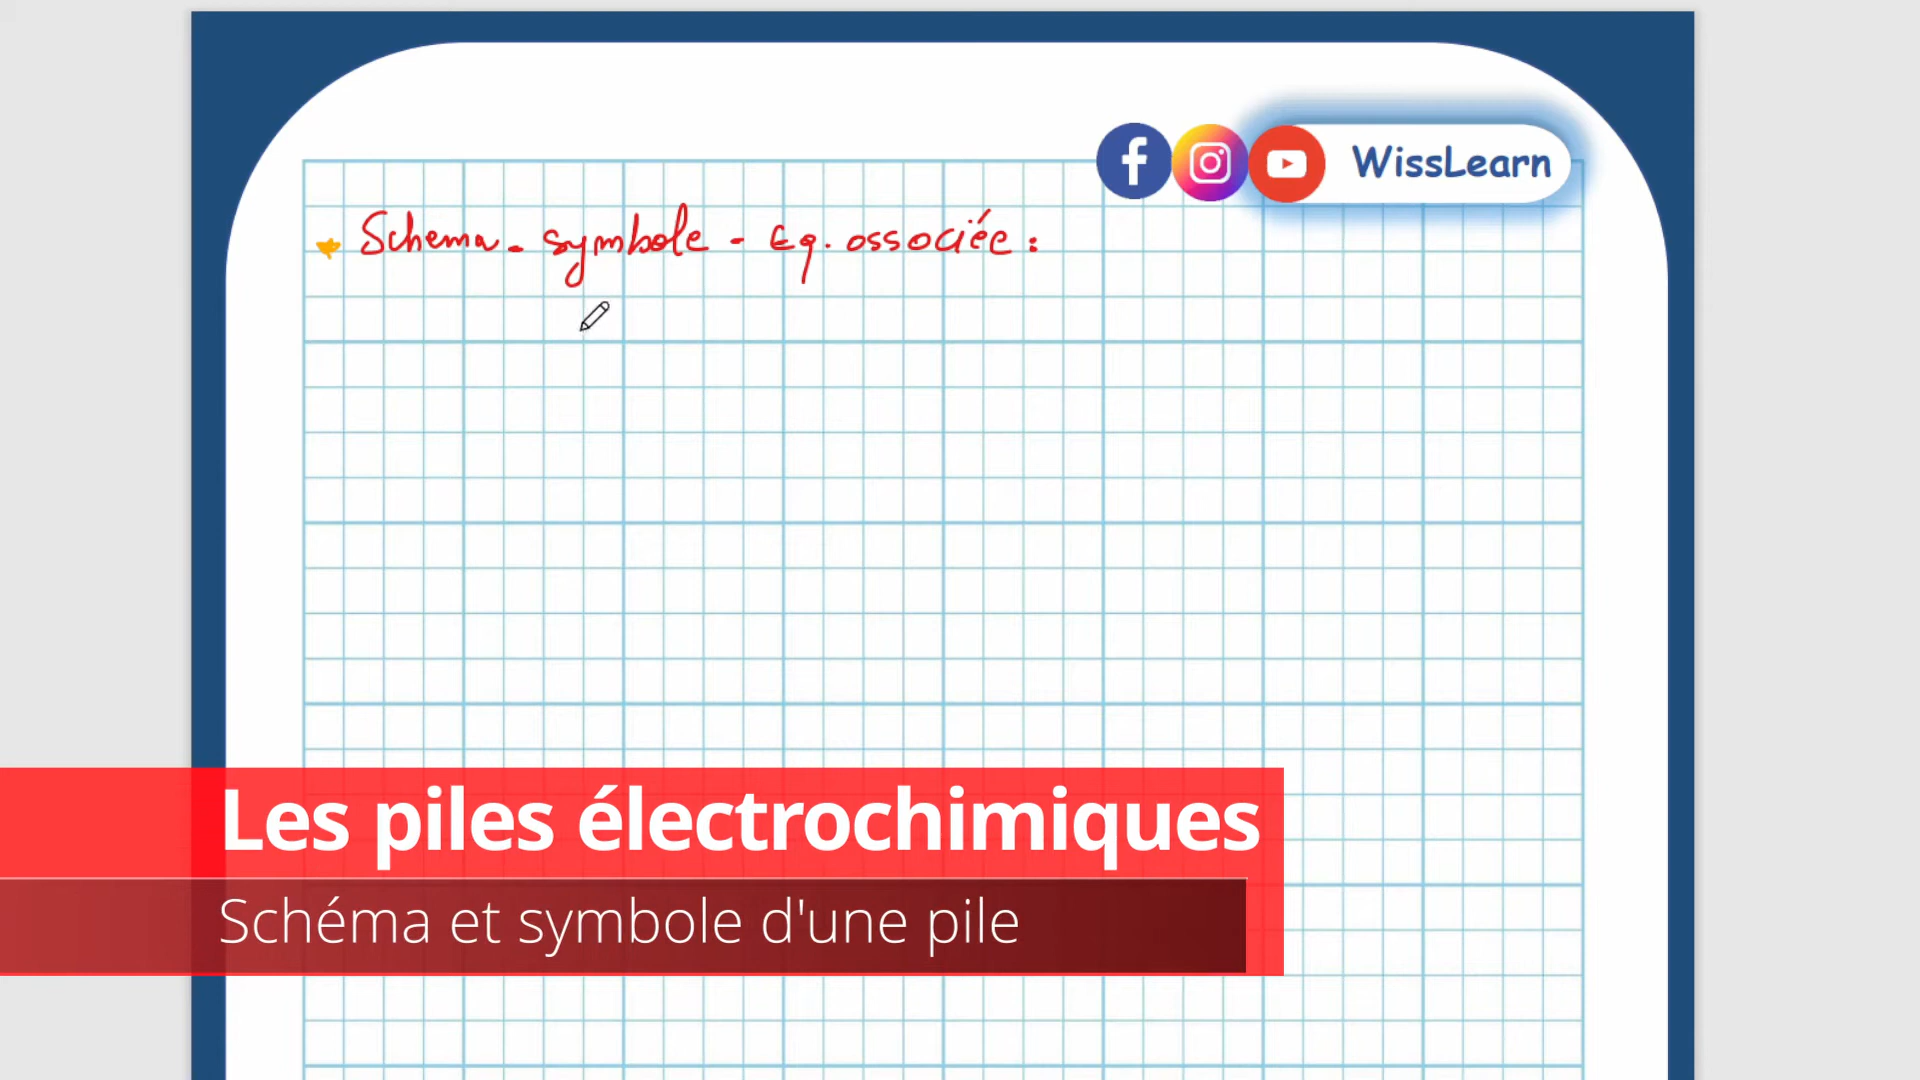 WissLearn
Schema - symbole - Eq. associée :
Les piles électrochimiques
Schéma et symbole d'une pile